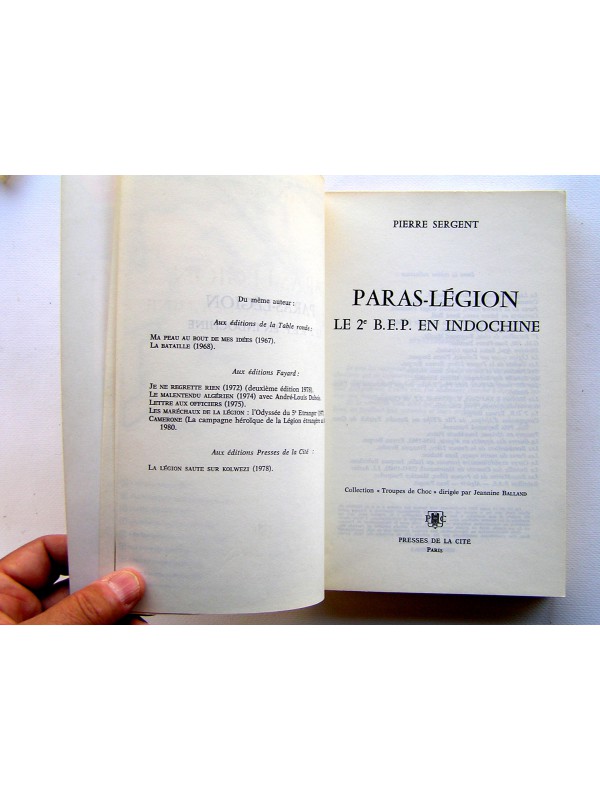 Du même auteur :
Aux éditions de la Table ronde :
MA PEAU AU BOUT DE MES IDÉES (1967).
LA BATAILLE (1968).
Aux éditions Fayard :
JE NE REGRETTE RIEN (1972) (deuxième édition 1978).
LE MALENTENDU ALGÉRIEN (1974) avec André-Louis Dubois.
LETTRE AUX OFFICIERS (1975).
LES MARÉCHAUX DE LA LÉGION : l'Odyssée du 5e Étranger
CAMERONE (La campagne héroïque de la Légion étrangère
1980.
Aux éditions Presses de la Cité :
LA LÉGION SAUTE SUR KOLWEZI (1978).
PIERRE SERGENT
PARAS-LÉGION
LE 2e B.E.P. EN INDOCHINE
Collection « Troupes de Choc » dirigée par Jeannine BALLAND
PRESSES DE LA CITÉ
PARIS